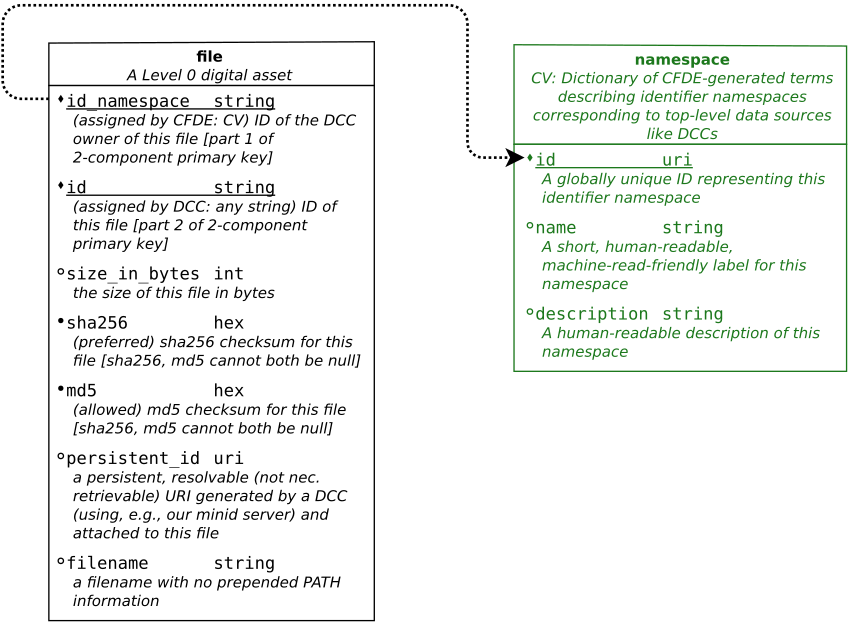 file
A Level 0 digital asset
id_namespace string
(assigned by CFDE: CV) ID of the DCC
owner of this file [part 1 of
2-component primary key]
id string
(assigned by DCC: any string) ID of
this file [part 2 of 2-component
primary key]
size_in_bytes int
the size of this file in bytes
sha256 hex
(preferred) sha256 checksum for this
file [sha256, md5 cannot both be null]
md5 hex
(allowed) md5 checksum for this file
[sha256, md5 cannot both be null]
persistent_id uri
a persistent, resolvable (not nec.
retrievable) URI generated by a DCC
(using, e.g., our minid server) and
attached to this file
filename string
a filename with no prepended PATH
information
namespace
CV: Dictionary of CFDE-generated terms
describing identifier namespaces
corresponding to top-level data sources
like DCCs
id uri
A globally unique ID representing this
identifier namespace
name string
A short, human-readable,
machine-read-friendly label for this
namespace
description string
A human-readable description of this
namespace